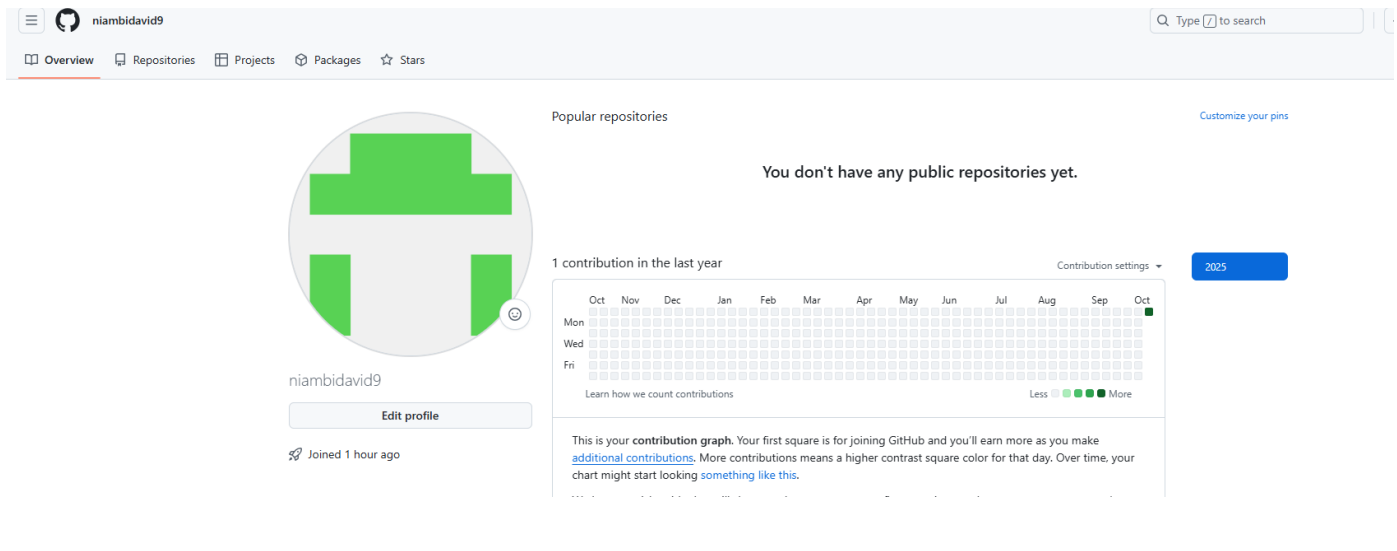 niambidavid9
Type / to search
Overview
Repositories
Projects
Packages
Stars
Popular repositories
Customize your pins
You don't have any public repositories yet.
1 contribution in the last year
Contribution settings
2025
Oct Nov Dec Jan Feb Mar Apr May Jun Jul Aug Sep Oct
Mon
Wed
Fri
Learn how we count contributions
Less
More
niambidavid9
Edit profile
Joined 1 hour ago
This is your contribution graph. Your first square is for joining GitHub and you'll earn more as you make
additional contributions. More contributions means a higher contrast square color for that day. Over time, your
chart might start looking something like this.